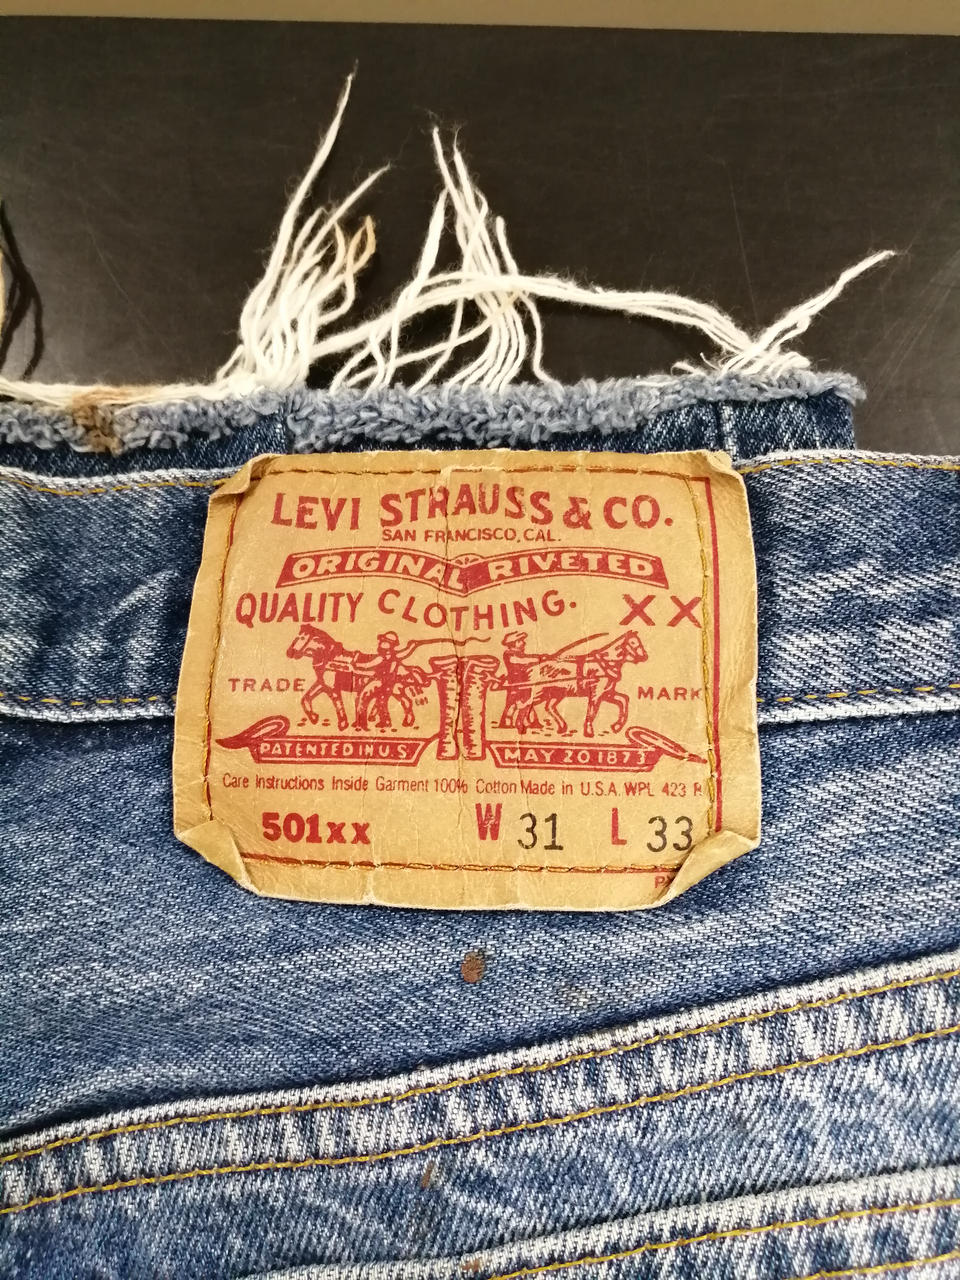 LEVI STRAUSS & CO.
SAN FRANCISCO, CAL.
ORIGINAL RIVETED
QUALITY CLOTHING. XX
TRADE MARK
PATENTED IN U.S. MAY 20 1873
Care Instructions Inside Garment 100% Cotton Made in U.S.A. WPL 423
501xx W 31 L 33